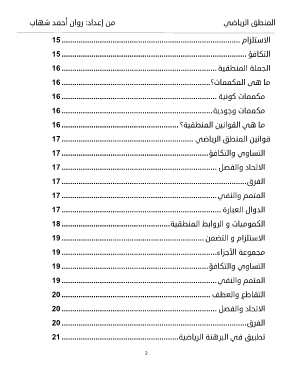 المنطق الرياضي من إعداد: روان أحمد شهاب
الاستلزام ........ 15
التكافؤ ........ 15
الجملة المنطقية ........ 16
ما هي المكممات؟ ........ 16
مكممات كونية ........ 16
مكممات وجودية ........ 16
ما هي القوانين المنطقية؟ ........ 16
قوانين المنطق الرياضي ........ 17
التساوي والتكافؤ ........ 17
الاتحاد والفصل ........ 17
الفرق ........ 17
المتمم والنفي ........ 17
الدوال العبارة ........ 17
الكموميات و الروابط المنطقية ........ 18
الاستلزام و التضمن ........ 19
مجموعة الأجزاء ........ 19
التساوي والتكافؤ ........ 19
المتمم والنفي ........ 19
التقاطع والعطف ........ 20
الاتحاد والفصل ........ 20
الفرق ........ 20
تطبيق في البرهنة الرياضية ........ 21
2